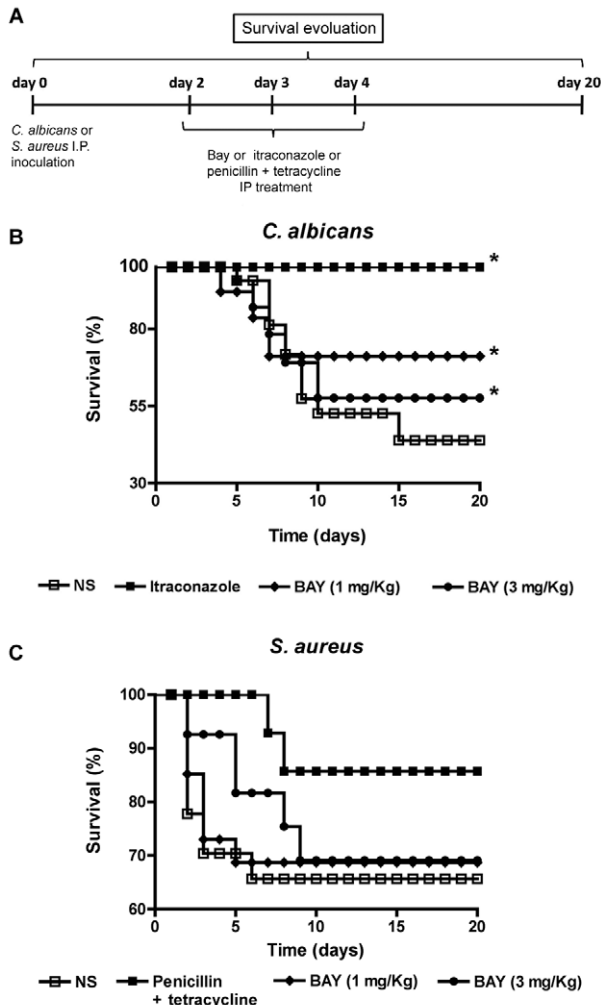 A
Survival evoluation
day 0 day 2 day 3 day 4 day 20
C. albicans or
S. aureus I.P.
inoculation
Bay or itraconazole or
penicillin + tetracycline
IP treatment
B
C. albicans
100
80
55
30
Survival (%)
*
*
*
0 5 10 15 20
Time (days)
NS Itraconazole BAY (1 mg/Kg) BAY (3 mg/Kg)
C
S. aureus
100
90
80
70
60
Survival (%)
0 5 10 15 20
Time (days)
NS Penicillin BAY (1 mg/Kg) BAY (3 mg/Kg)
+ tetracycline